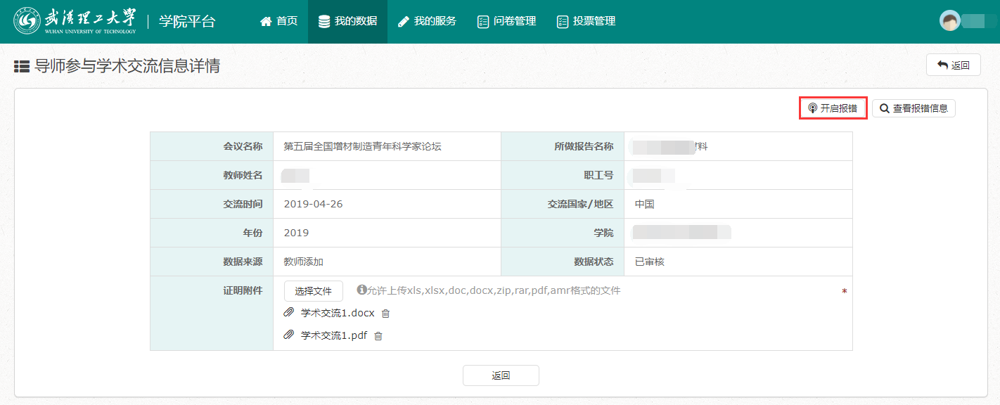 武汉理工大学 学院平台 首页 我的数据 我的服务 问卷管理 投票管理
WUHAN UNIVERSITY OF TECHNOLOGY
导师参与学术交流信息详情 返回
开启报错 查看报错信息
会议名称 第五届全国增材制造青年科学家论坛 所做报告名称 材料
教师姓名 职工号
交流时间 2019-04-26 交流国家/地区 中国
年份 2019 学院
数据来源 教师添加 数据状态 已审核
证明附件 选择文件 允许上传xls,xlsx,doc,docx,zip,rar,pdf,amr格式的文件 *
学术交流1.docx
学术交流1.pdf
返回